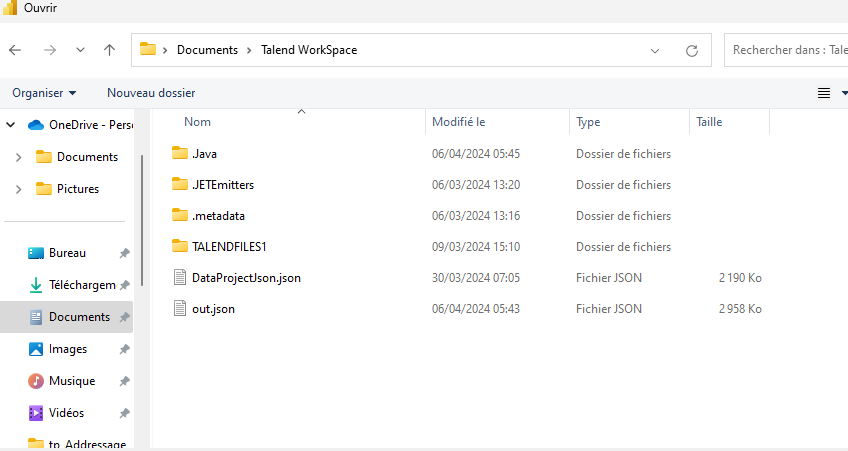 Ouvrir
Documents > Talend WorkSpace
Rechercher dans : Tale
Organiser Nouveau dossier
OneDrive - Perso
Documents
Pictures
Bureau
Téléchargem
Documents
Images
Musique
Vidéos
tp_Addressage
Nom Modifié le Type Taille
.Java 06/04/2024 05:45 Dossier de fichiers
.JETEmitters 06/03/2024 13:20 Dossier de fichiers
.metadata 06/03/2024 13:16 Dossier de fichiers
TALENDFILES1 09/03/2024 15:10 Dossier de fichiers
DataProjectJson.json 30/03/2024 07:05 Fichier JSON 2 190 Ko
out.json 06/04/2024 05:43 Fichier JSON 2 958 Ko